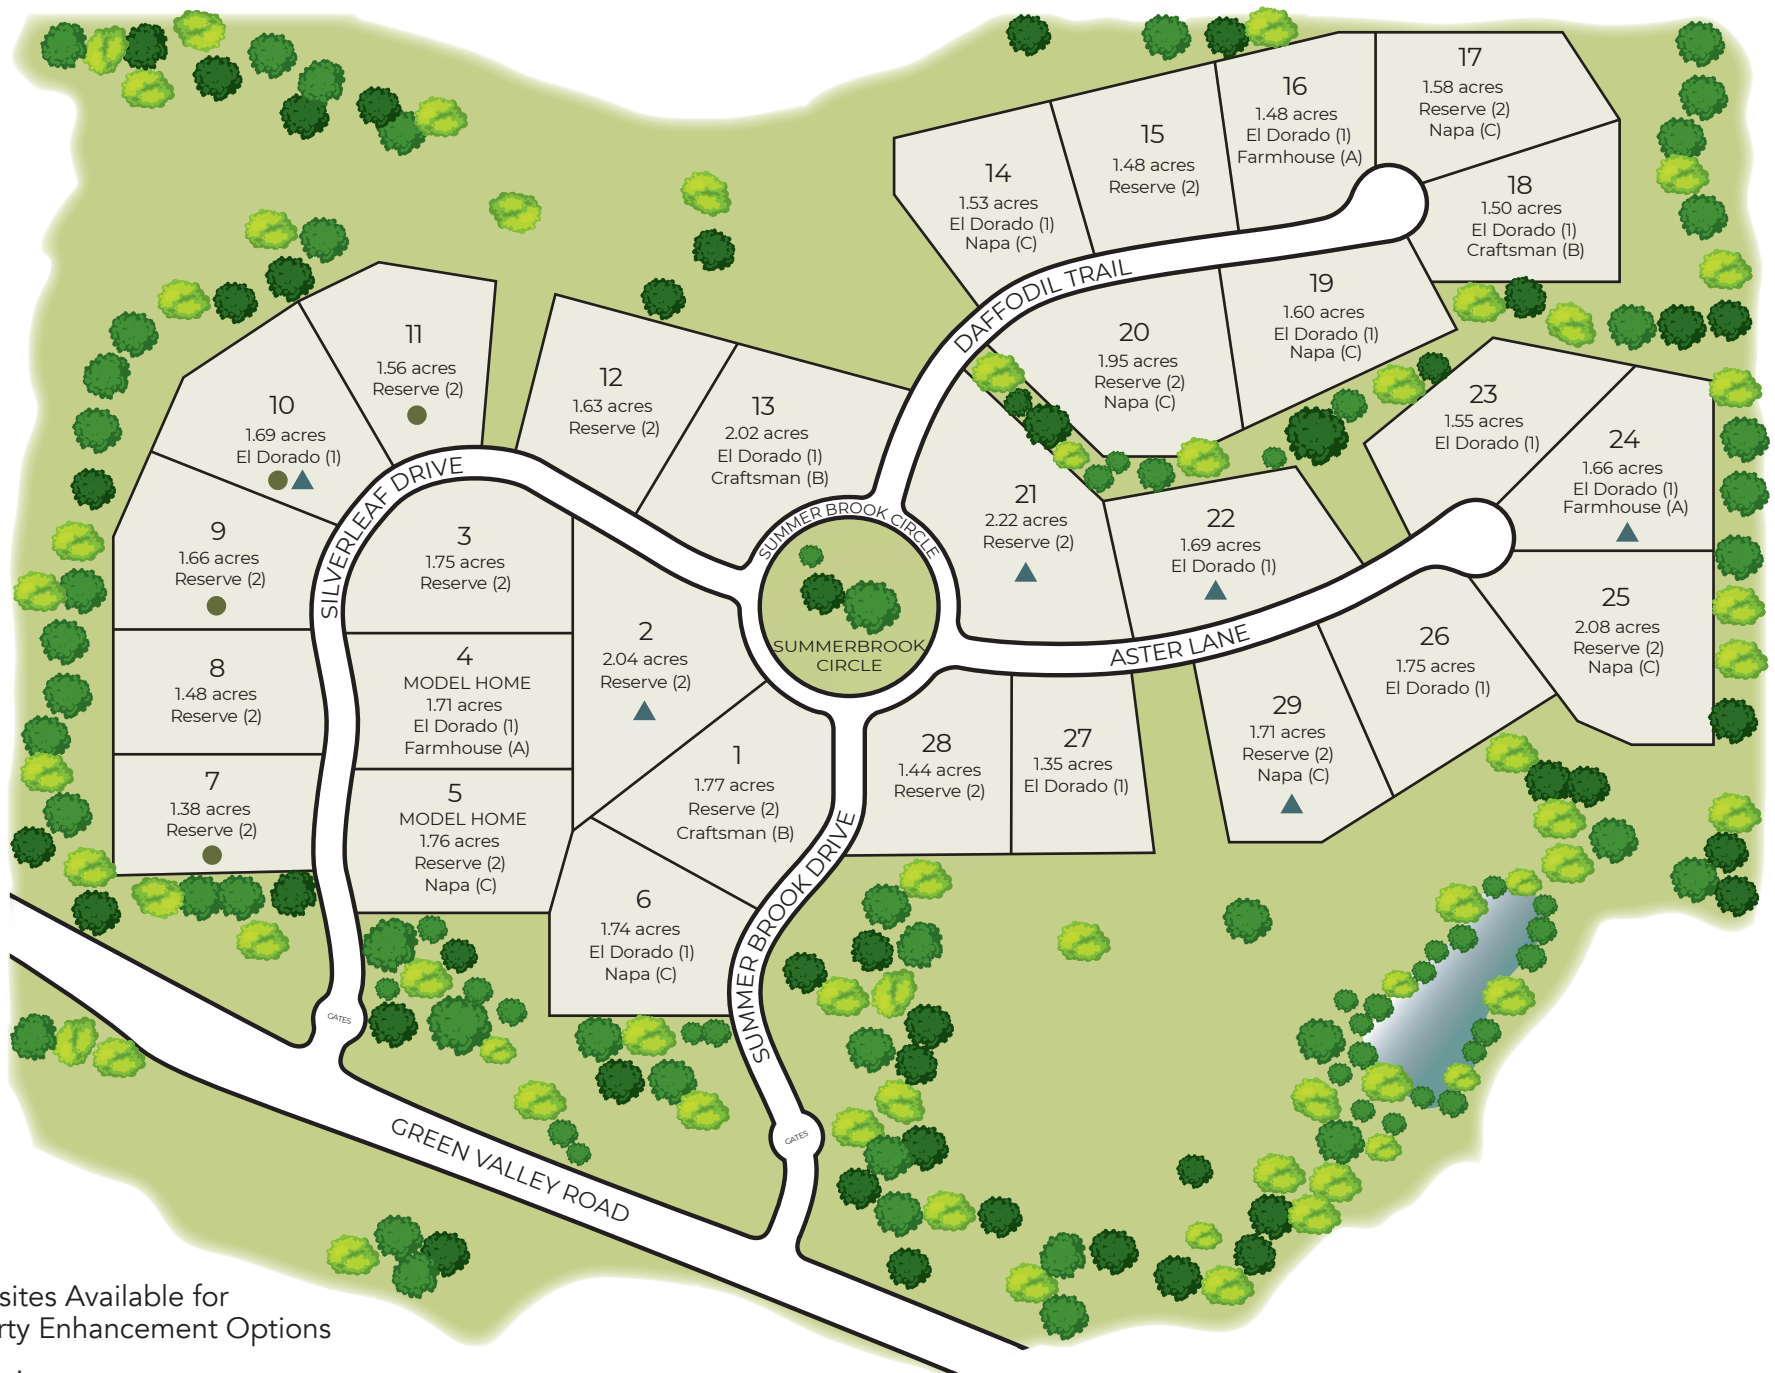 17
1.58 acres
Reserve (2)
Napa (C)
16
1.48 acres
El Dorado (1)
Farmhouse (A)
15
1.48 acres
Reserve (2)
14
1.53 acres
El Dorado (1)
Napa (C)
18
1.50 acres
El Dorado (1)
Craftsman (B)
DAFFODIL TRAIL
19
1.60 acres
El Dorado (1)
Napa (C)
20
1.95 acres
Reserve (2)
Napa (C)
11
1.56 acres
Reserve (2)
12
1.63 acres
Reserve (2)
13
2.02 acres
El Dorado (1)
Craftsman (B)
10
1.69 acres
El Dorado (1)
23
1.55 acres
El Dorado (1)
24
1.66 acres
El Dorado (1)
Farmhouse (A)
SILVERLEAF DRIVE
9
1.66 acres
Reserve (2)
3
1.75 acres
Reserve (2)
SUMMER BROOK CIRCLE
21
2.22 acres
Reserve (2)
22
1.69 acres
El Dorado (1)
SUMMERBROOK
CIRCLE
ASTER LANE
25
2.08 acres
Reserve (2)
Napa (C)
26
1.75 acres
El Dorado (1)
2
2.04 acres
Reserve (2)
8
1.48 acres
Reserve (2)
4
MODEL HOME
1.71 acres
El Dorado (1)
Farmhouse (A)
29
1.71 acres
Reserve (2)
Napa (C)
28
1.44 acres
Reserve (2)
27
1.35 acres
El Dorado (1)
1
1.77 acres
Reserve (2)
Craftsman (B)
7
1.38 acres
Reserve (2)
5
MODEL HOME
1.76 acres
Reserve (2)
Napa (C)
6
1.74 acres
El Dorado (1)
Napa (C)
SUMMER BROOK DRIVE
GATES
GATES
GREEN VALLEY ROAD
sites Available for
rty Enhancement Options